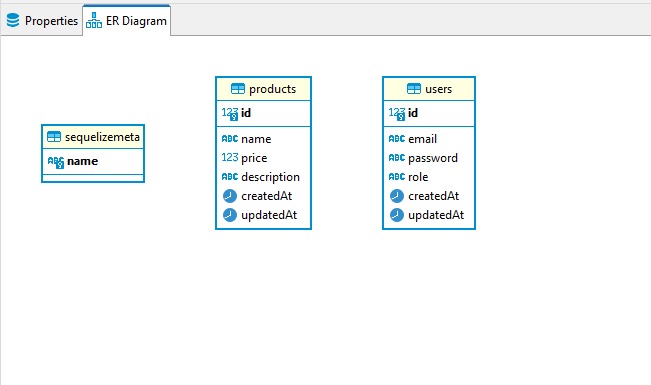 Properties
ER Diagram
sequelizemeta
ABC name
products
123 id
ABC name
123 price
ABC description
createdAt
updatedAt
users
123 id
ABC email
ABC password
ABC role
createdAt
updatedAt